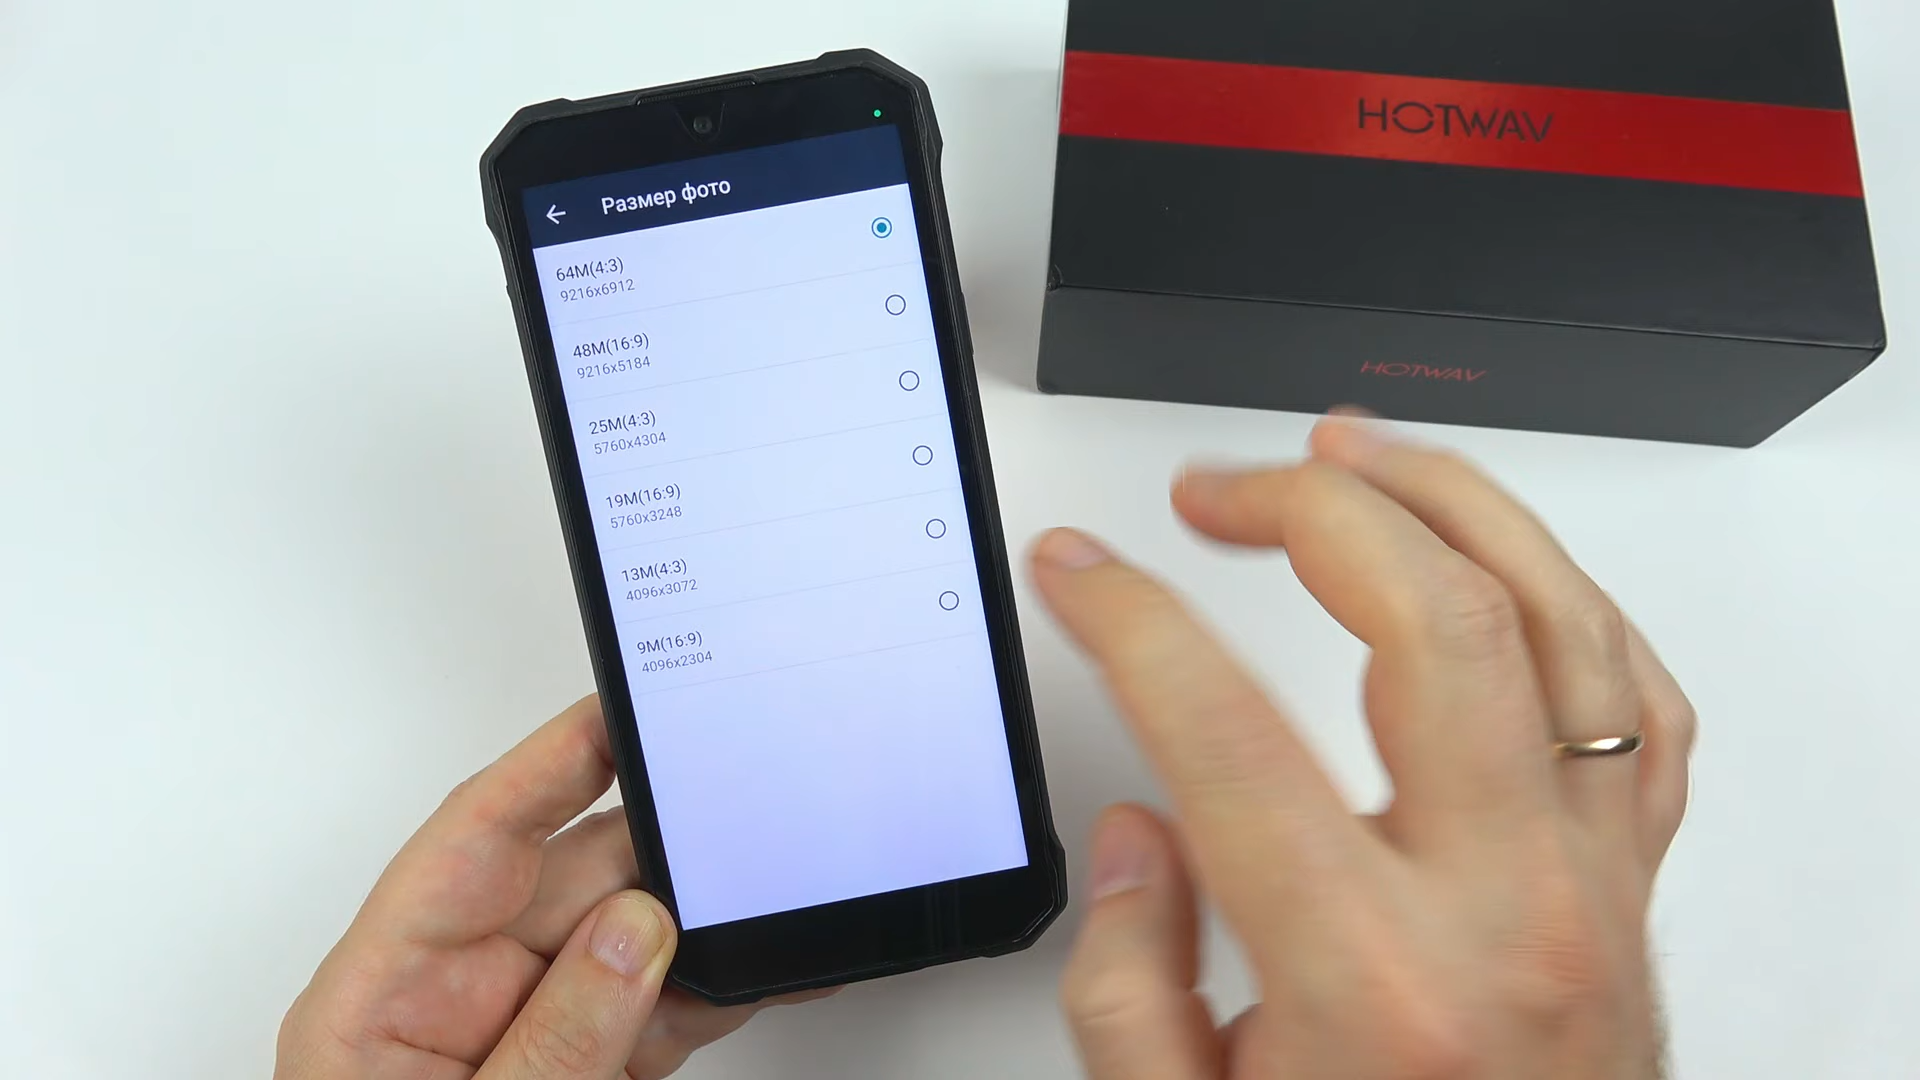 HOTWAV
HOTWAV
Размер фото
64M(4:3)
9216x6912
48M(16:9)
9216x5184
25M(4:3)
5760x4304
19M(16:9)
5760x3248
13M(4:3)
4096x3072
9M(16:9)
4096x2304